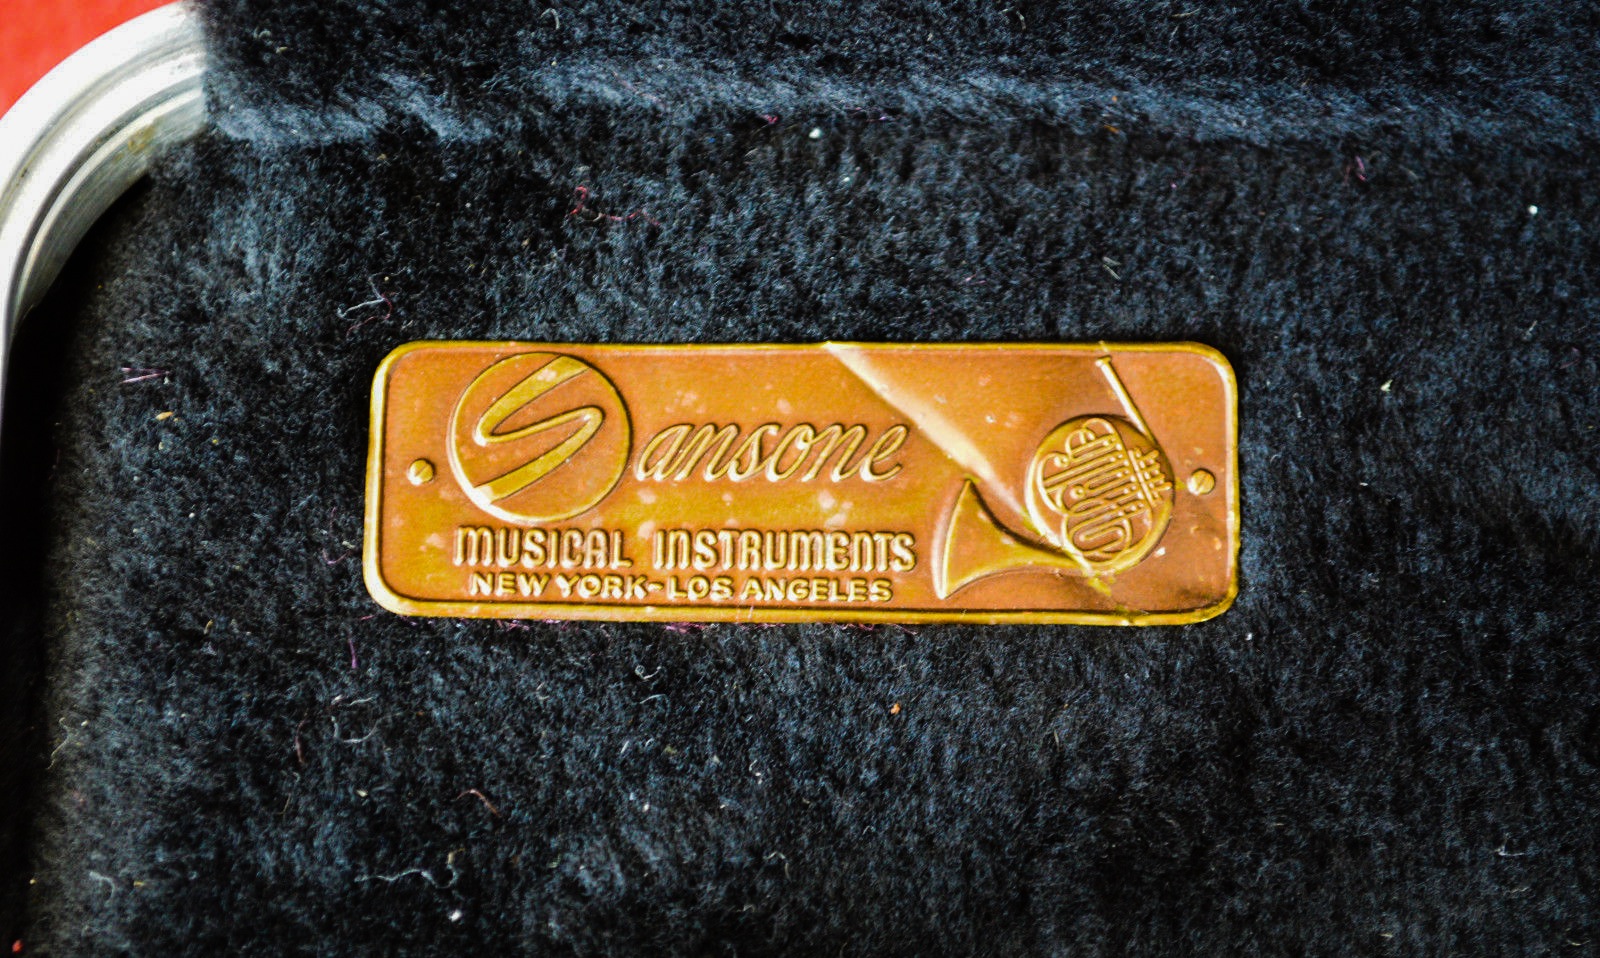 Sansone
MUSICAL INSTRUMENTS
NEW YORK-LOS ANGELES